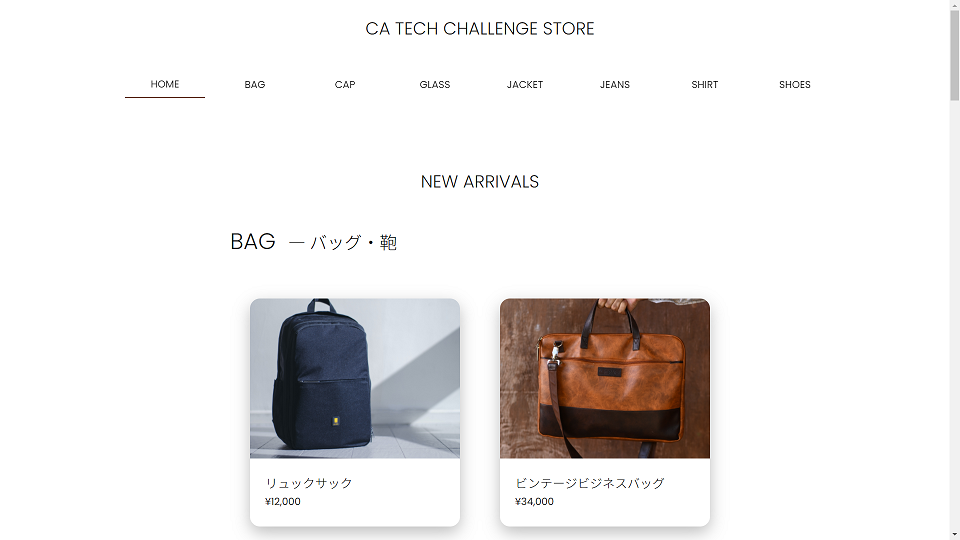 CA TECH CHALLENGE STORE
HOME BAG CAP GLASS JACKET JEANS SHIRT SHOES
NEW ARRIVALS
BAG — バッグ・鞄
リュックサック
¥12,000
ビンテージビジネスバッグ
¥34,000